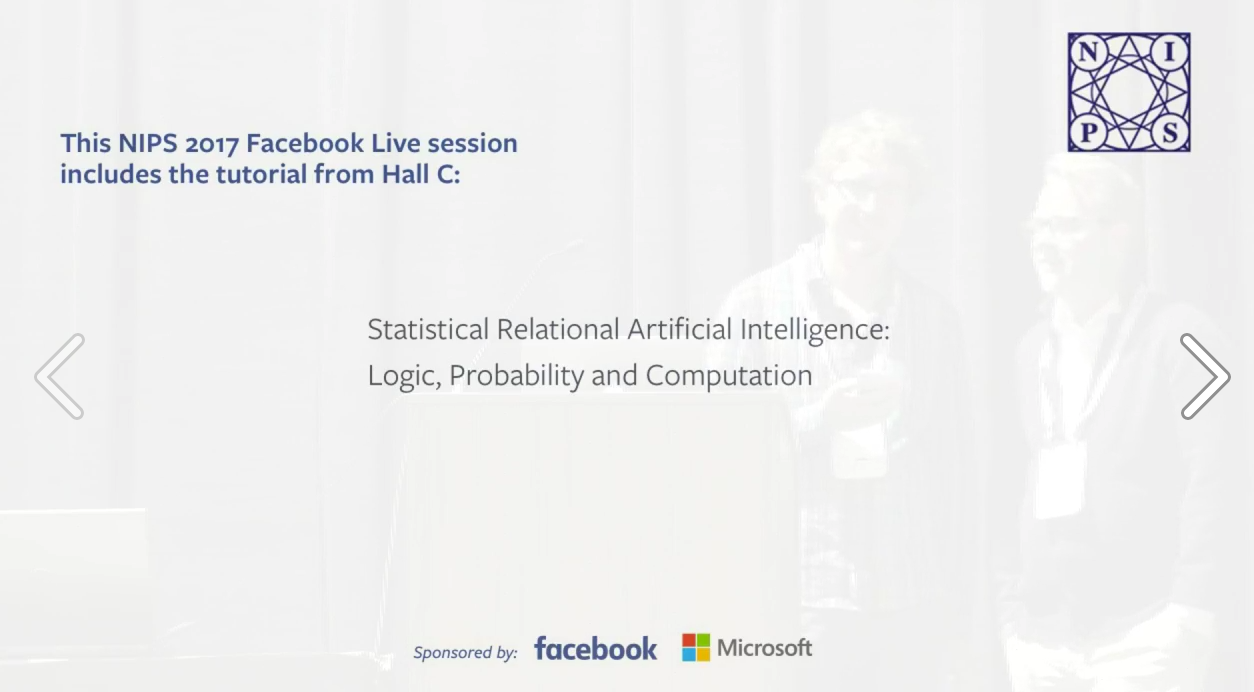 N I
P S
This NIPS 2017 Facebook Live session
includes the tutorial from Hall C:
Statistical Relational Artificial Intelligence:
Logic, Probability and Computation
Sponsored by: facebook Microsoft